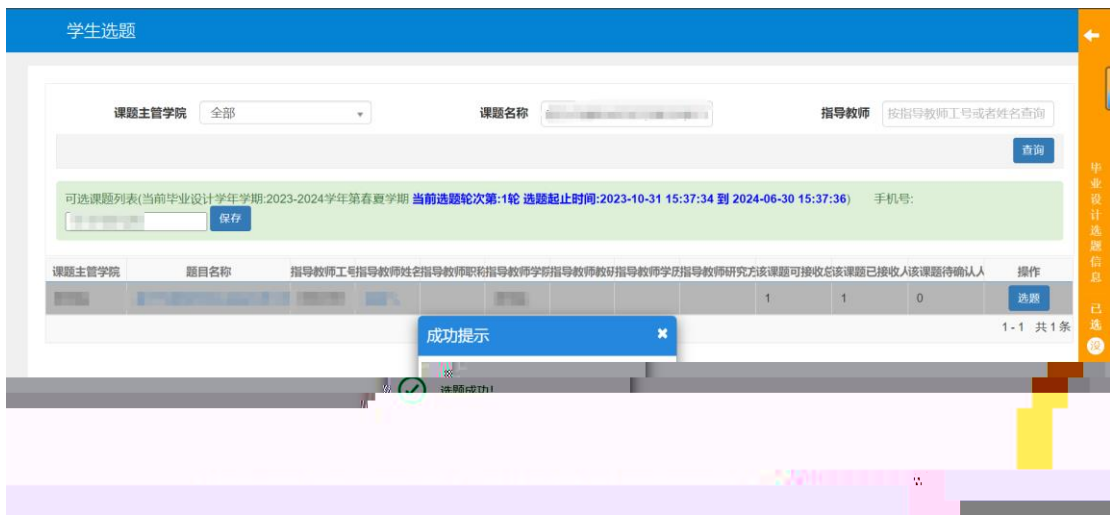 学生选题
课题主管学院 全部 课题名称 指导教师 按指导教师工号或者姓名查询
查询
可选课题列表(当前毕业设计学年学期:2023-2024学年第春夏学期 当前选题轮次第:1轮 选题起止时间:2023-10-31 15:37:34 到 2024-06-30 15:37:36) 手机号:
保存
课题主管学院 题目名称 指导教师工号指导教师姓名指导教师职称指导教师学院指导教师教研指导教师学历指导教师研究方该课题可接收总该课题已接收人该课题待确认人 操作
1 1 0 选题
1-1 共1条
成功提示
选题成功!
毕业设计选题信息 已选
没